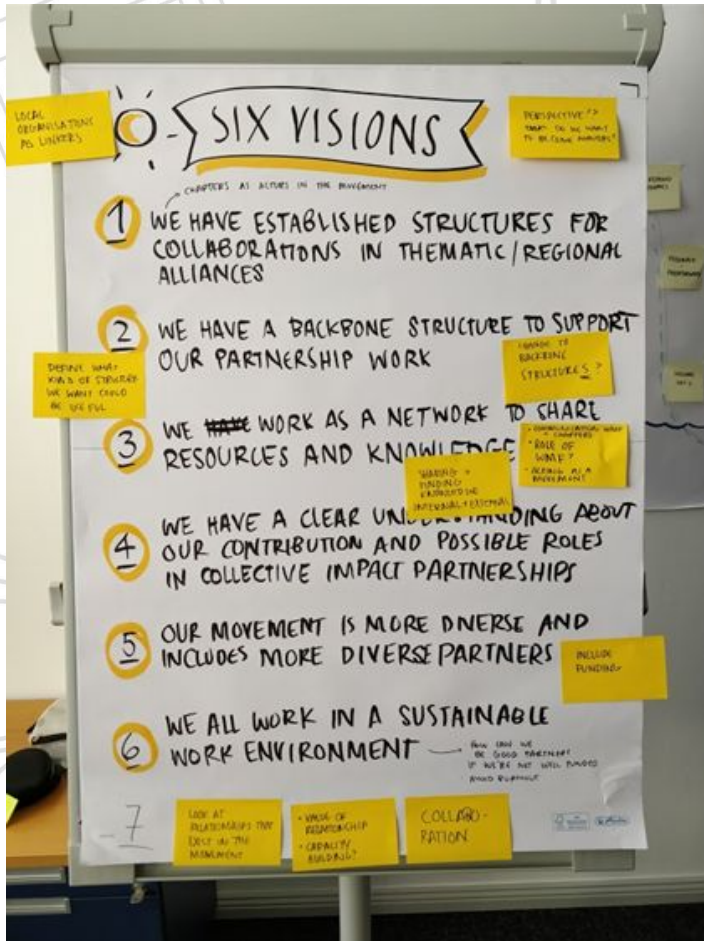 LOCAL
ORGANISATIONS
AS LINKERS
SIX VISIONS
PERSPECTIVE??
TO BECOME
CHAPTERS AS ACTORS IN THE MOVEMENT
1 WE HAVE ESTABLISHED STRUCTURES FOR
COLLABORATIONS IN THEMATIC/REGIONAL
ALLIANCES
2 WE HAVE A BACKBONE STRUCTURE TO SUPPORT
OUR PARTNERSHIP WORK
CHANGE TO
BACKBONE
STRUCTURES?
DEFINE WHAT
KIND OF STRUCTURE
WE WANT COULD
BE USEFUL
3 WE HAVE WORK AS A NETWORK TO SHARE
RESOURCES AND KNOWLEDGE
CHAPTERS
• ROLE OF
WMF?
• ACTING AS A
MOVEMENT
SHARING +
FUNDING
KNOWLEDGE
INTERNAL + EXTERNAL
4 WE HAVE A CLEAR UNDERSTANDING ABOUT
OUR CONTRIBUTION AND POSSIBLE ROLES
IN COLLECTIVE IMPACT PARTNERSHIPS
5 OUR MOVEMENT IS MORE DIVERSE AND
INCLUDES MORE DIVERSE PARTNERS
INCLUDE
FUNDING
6 WE ALL WORK IN A SUSTAINABLE
WORK ENVIRONMENT
HOW CAN WE
BE GOOD PARTNERS
IF WE'RE NOT WELL FUNDED
AVOID BURNOUT
7
LOOK AT
RELATIONSHIPS THAT
EXIST IN THE
MOVEMENT
• VALUE OF
RELATIONSHIP
• CAPACITY
BUILDING?
COLLABO-
RATION